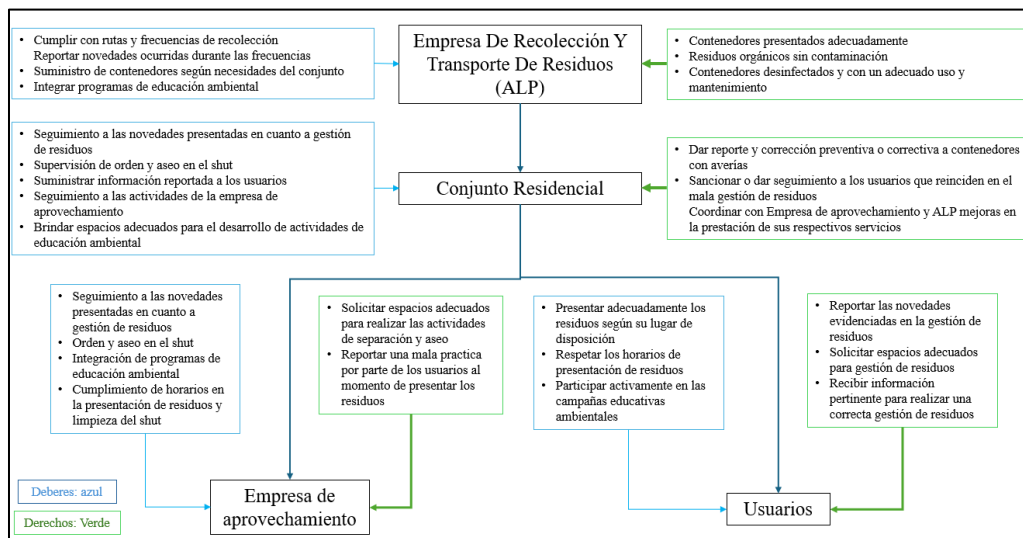 • Cumplir con rutas y frecuencias de recolección
Reportar novedades ocurridas durante las frecuencias
• Suministro de contenedores según necesidades del conjunto
• Integrar programas de educación ambiental
Empresa De Recolección Y
Transporte De Residuos
(ALP)
• Contenedores presentados adecuadamente
• Residuos orgánicos sin contaminación
• Contenedores desinfectados y con un adecuado uso y
mantenimiento
• Seguimiento a las novedades presentadas en cuanto a gestión
de residuos
• Supervisión de orden y aseo en el shut
• Suministrar información reportada a los usuarios
• Seguimiento a las actividades de la empresa de
aprovechamiento
• Brindar espacios adecuados para el desarrollo de actividades de
educación ambiental
Conjunto Residencial
• Dar reporte y corrección preventiva o correctiva a contenedores
con averías
• Sancionar o dar seguimiento a los usuarios que reinciden en el
mala gestión de residuos
Coordinar con Empresa de aprovechamiento y ALP mejoras en
la prestación de sus respectivos servicios
• Seguimiento a las novedades
presentadas en cuanto a
gestión de residuos
• Orden y aseo en el shut
• Integración de programas de
educación ambiental
• Cumplimiento de horarios en
la presentación de residuos y
limpieza del shut
• Solicitar espacios adecuados
para realizar las actividades
de separación y aseo
• Reportar una mala practica
por parte de los usuarios al
momento de presentar los
residuos
• Presentar adecuadamente los
residuos según su lugar de
disposición
• Respetar los horarios de
presentación de residuos
• Participar activamente en las
campañas educativas
ambientales
• Reportar las novedades
evidenciadas en la gestión de
residuos
• Solicitar espacios adecuados
para gestión de residuos
• Recibir información
pertinente para realizar una
correcta gestión de residuos
Deberes: azul
Derechos: Verde
Empresa de
aprovechamiento
Usuarios